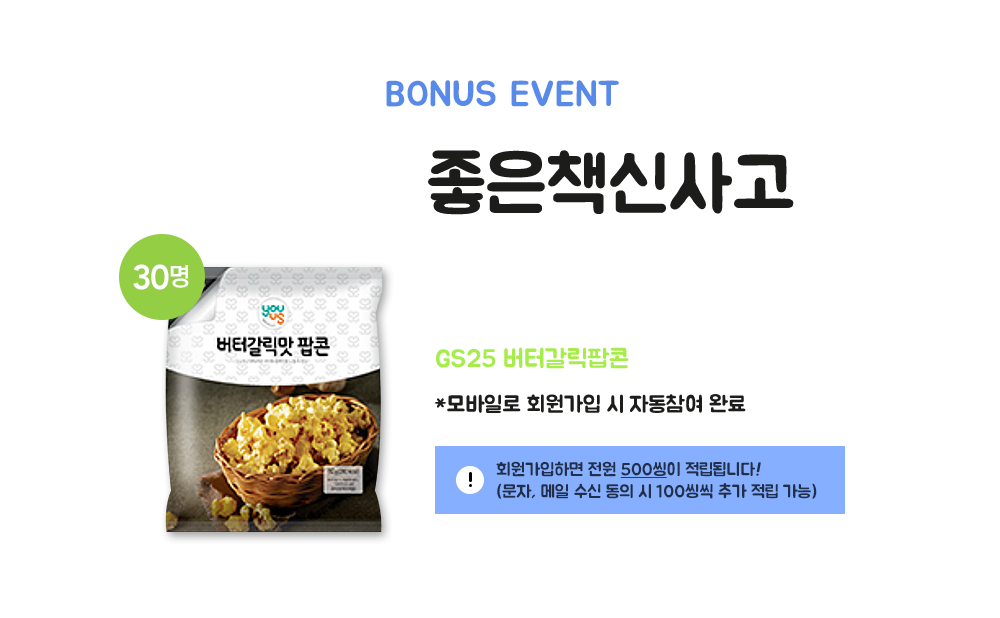 BONUS EVENT
좋은책신사고
30명
you
us
버터갈릭맛 팝콘
GS25 버터갈릭팝콘
*모바일로 회원가입 시 자동참여 완료
!
회원가입하면 전원 500씽이 적립됩니다!
(문자, 메일 수신 동의 시 100씽씩 추가 적립 가능)